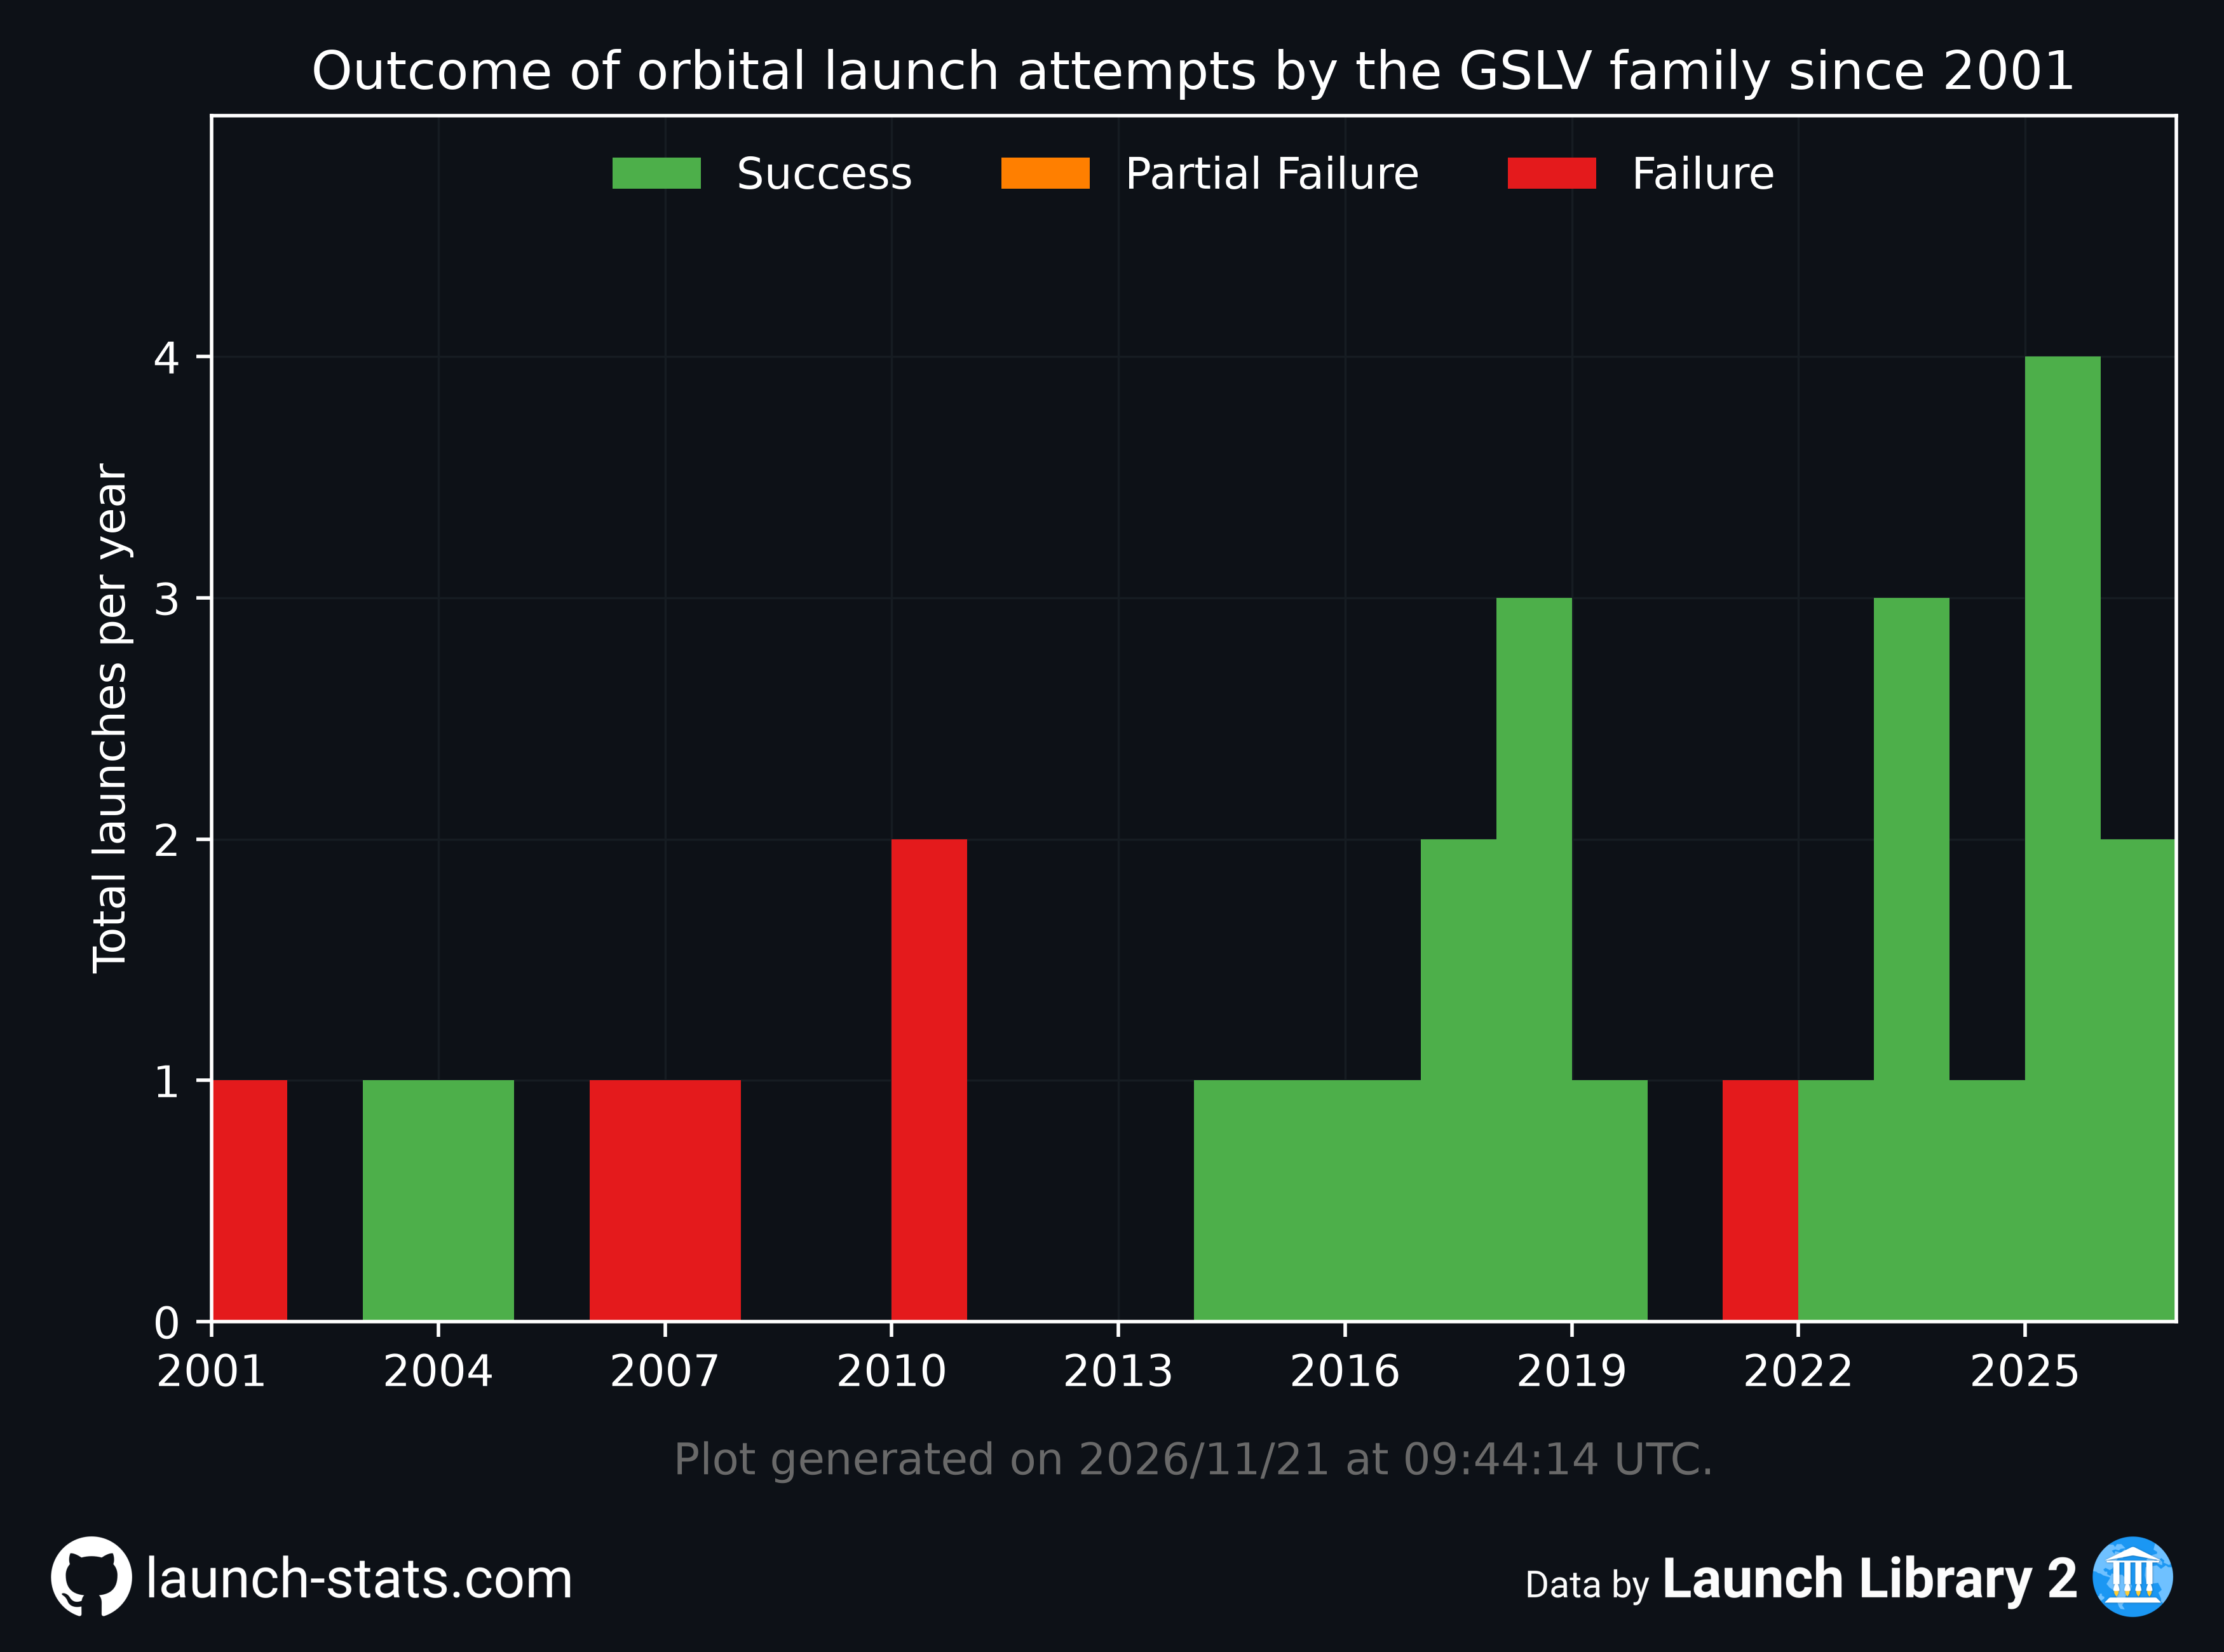 Outcome of orbital launch attempts by the GSLV family since 2001
Success
Partial Failure
Failure
Total launches per year
4
3
2
1
0
2001
2004
2007
2010
2013
2016
2019
2022
2025
Plot generated on 2026/11/21 at 09:44:14 UTC.
launch-stats.com
Data by Launch Library 2